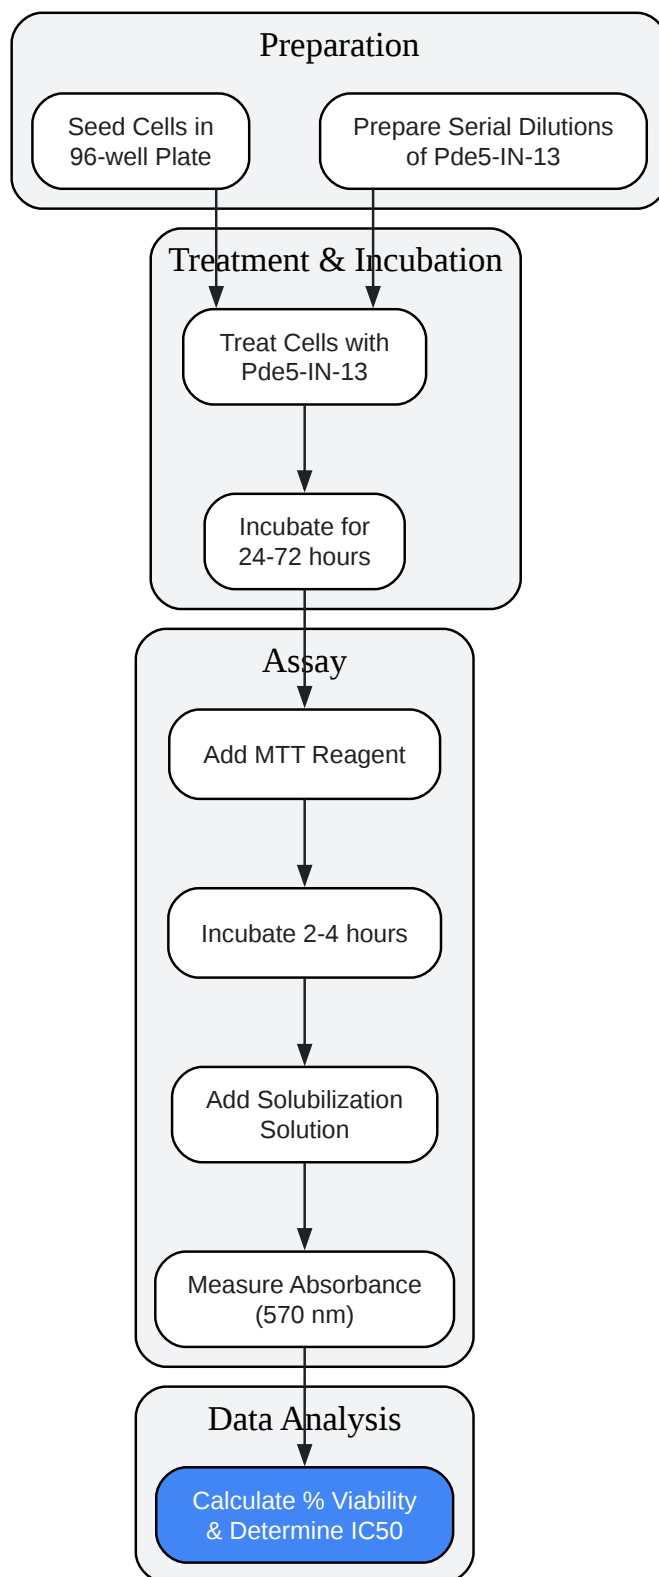 Preparation
Seed Cells in
96-well Plate
Prepare Serial Dilutions
of Pde5-IN-13
Treatment & Incubation
Treat Cells with
Pde5-IN-13
Incubate for
24-72 hours
Assay
Add MTT Reagent
Incubate 2-4 hours
Add Solubilization
Solution
Measure Absorbance
(570 nm)
Data Analysis
Calculate % Viability
& Determine IC50